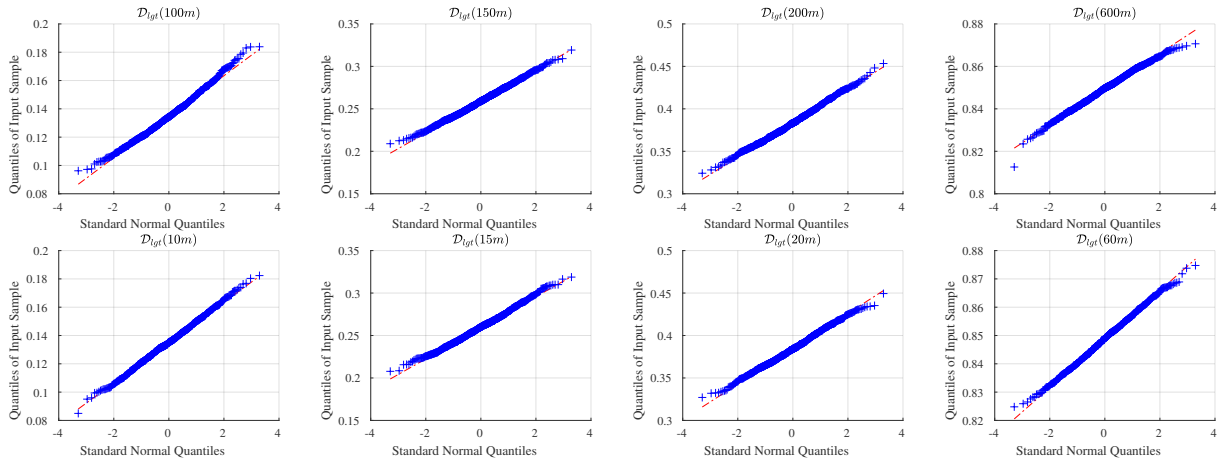 𝒟lgt(100m)
0.2
0.18
0.16
0.14
0.12
0.1
0.08
Quantiles of Input Sample
-4 -2 0 2 4
Standard Normal Quantiles
𝒟lgt(150m)
0.35
0.3
0.25
0.2
0.15
Quantiles of Input Sample
-4 -2 0 2 4
Standard Normal Quantiles
𝒟lgt(200m)
0.5
0.45
0.4
0.35
0.3
Quantiles of Input Sample
-4 -2 0 2 4
Standard Normal Quantiles
𝒟lgt(600m)
0.88
0.86
0.84
0.82
0.8
Quantiles of Input Sample
-4 -2 0 2 4
Standard Normal Quantiles
𝒟lgt(10m)
0.2
0.18
0.16
0.14
0.12
0.1
0.08
Quantiles of Input Sample
-4 -2 0 2 4
Standard Normal Quantiles
𝒟lgt(15m)
0.35
0.3
0.25
0.2
0.15
Quantiles of Input Sample
-4 -2 0 2 4
Standard Normal Quantiles
𝒟lgt(20m)
0.5
0.45
0.4
0.35
0.3
Quantiles of Input Sample
-4 -2 0 2 4
Standard Normal Quantiles
𝒟lgt(60m)
0.88
0.87
0.86
0.85
0.84
0.83
0.82
Quantiles of Input Sample
-4 -2 0 2 4
Standard Normal Quantiles